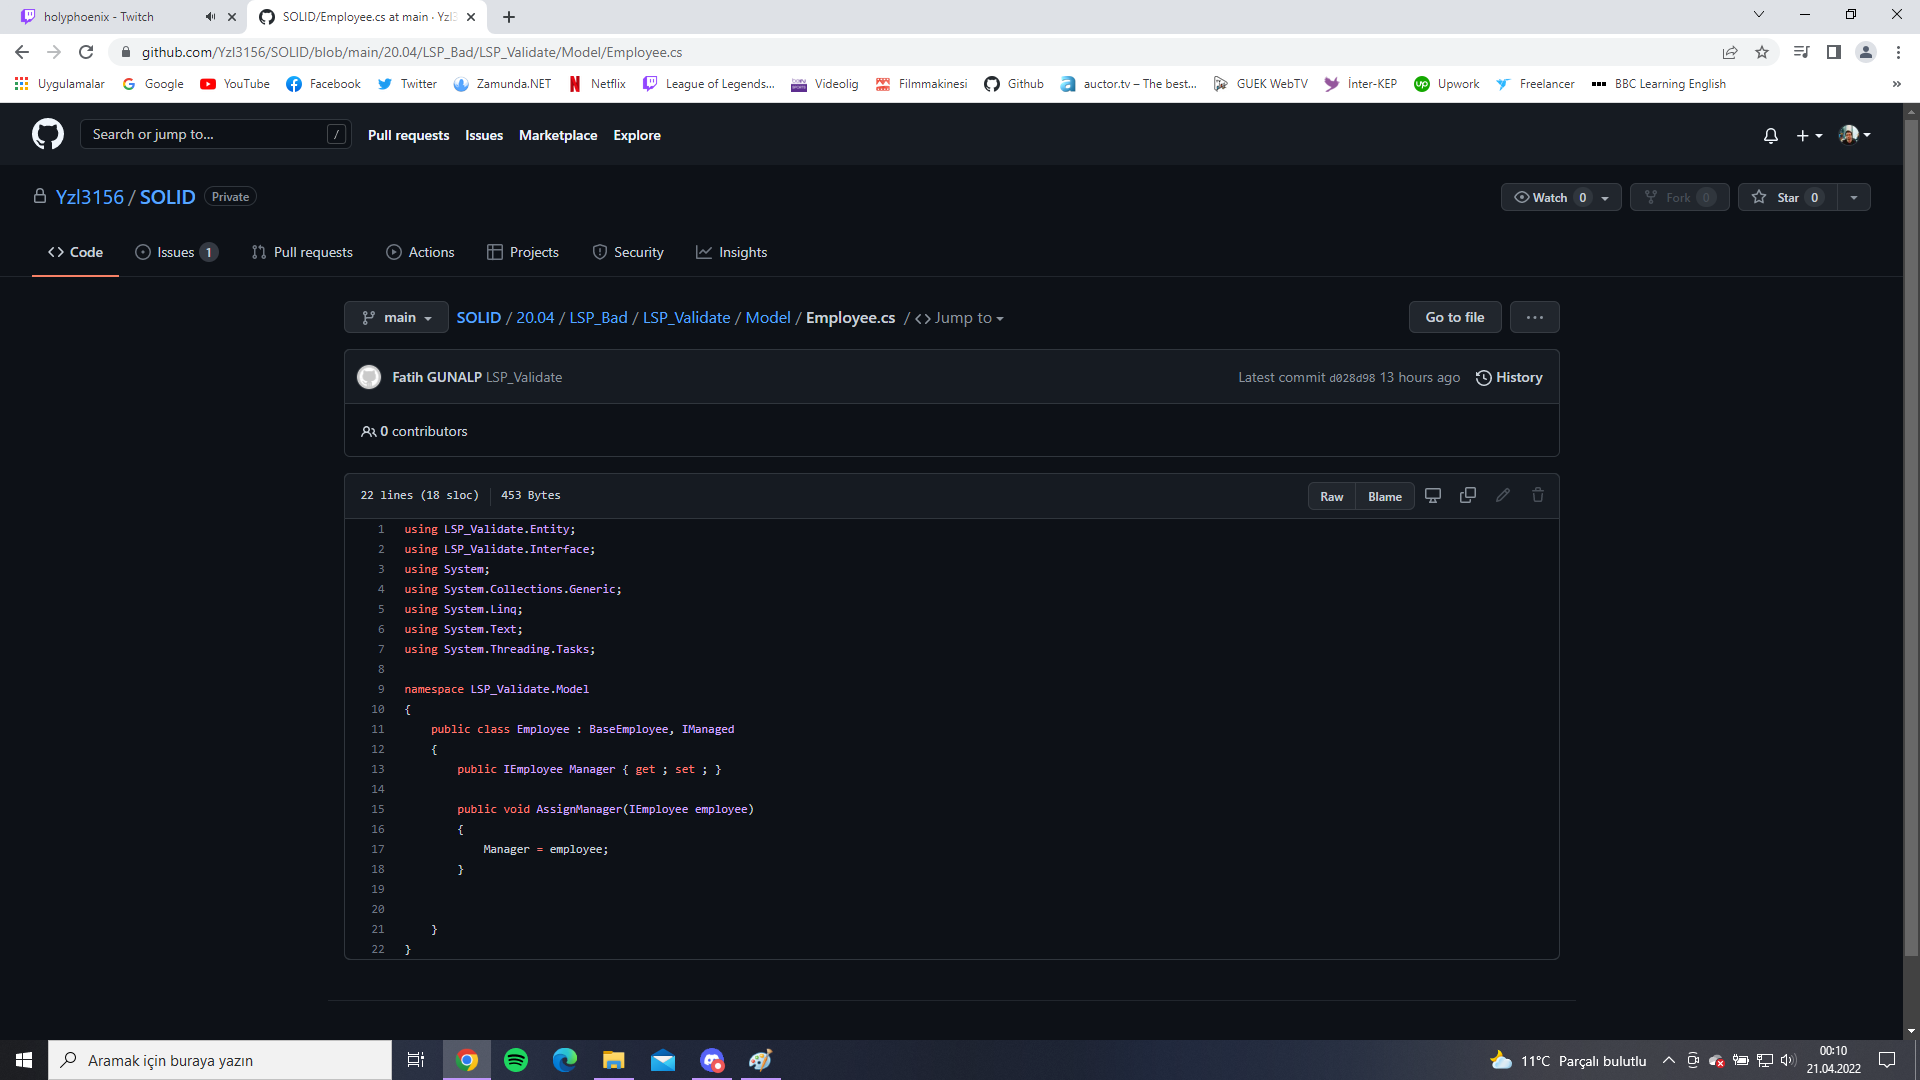 holyphoenix - Twitch
SOLID/Employee.cs at main · Yzl3
github.com/Yzl3156/SOLID/blob/main/20.04/LSP_Bad/LSP_Validate/Model/Employee.cs
Uygulamalar Google YouTube Facebook Twitter Zamunda.NET Netflix League of Legends... Videolig Filmmakinesi Github auctor.tv – The best... GUEK WebTV İnter-KEP Upwork Freelancer BBC Learning English »
Search or jump to... / Pull requests Issues Marketplace Explore
Yzl3156 / SOLID Private
Watch 0 Fork 0 Star 0
Code Issues 1 Pull requests Actions Projects Security Insights
main SOLID / 20.04 / LSP_Bad / LSP_Validate / Model / Employee.cs / <> Jump to
Go to file ...
Fatih GUNALP LSP_Validate
Latest commit d028d98 13 hours ago History
0 contributors
22 lines (18 sloc) 453 Bytes
Raw Blame
1 using LSP_Validate.Entity;
2 using LSP_Validate.Interface;
3 using System;
4 using System.Collections.Generic;
5 using System.Linq;
6 using System.Text;
7 using System.Threading.Tasks;
8
9 namespace LSP_Validate.Model
10 {
11 public class Employee : BaseEmployee, IManaged
12 {
13 public IEmployee Manager { get ; set ; }
14
15 public void AssignManager(IEmployee employee)
16 {
17 Manager = employee;
18 }
19
20
21 }
22 }
Aramak için buraya yazın
11°C Parçalı bulutlu
00:10
21.04.2022